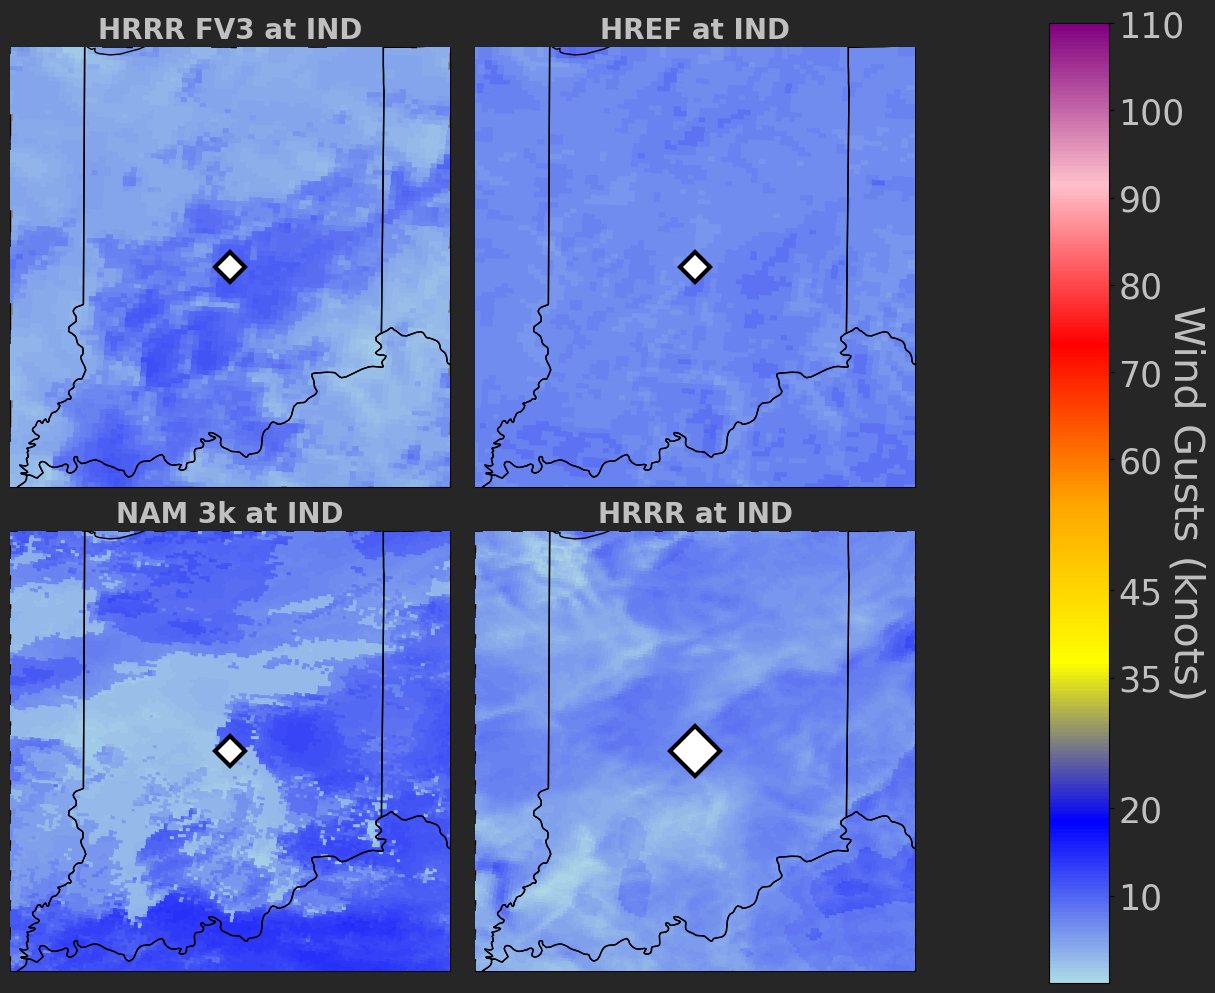 HRRR FV3 at IND
HREF at IND
NAM 3k at IND
HRRR at IND
110
100
90
80
70
60
45
35
20
10
Wind Gusts (knots)